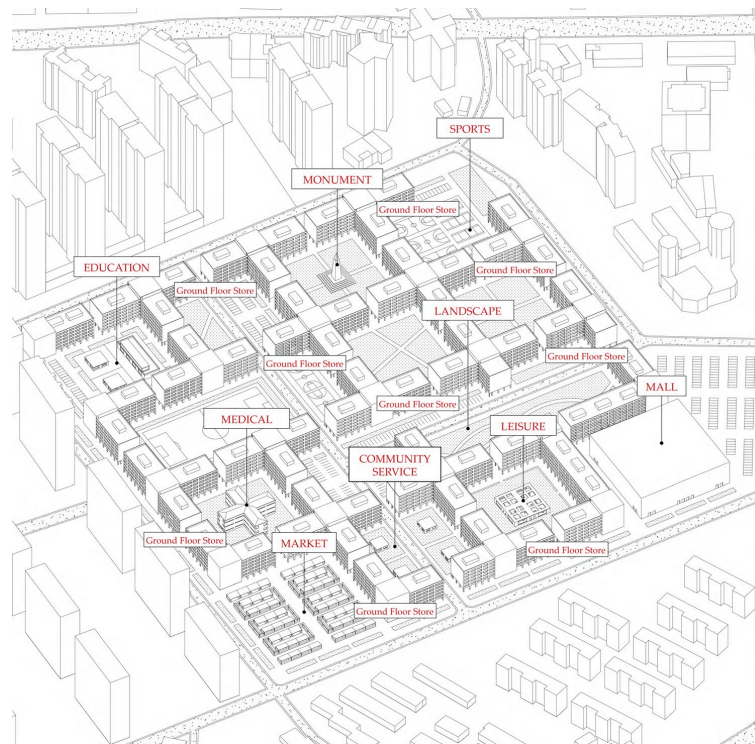 SPORTS
MONUMENT
Ground Floor Store
EDUCATION
Ground Floor Store
Ground Floor Store
LANDSCAPE
Ground Floor Store
Ground Floor Store
MALL
Ground Floor Store
MEDICAL
LEISURE
COMMUNITY
SERVICE
Ground Floor Store
MARKET
Ground Floor Store
Ground Floor Store